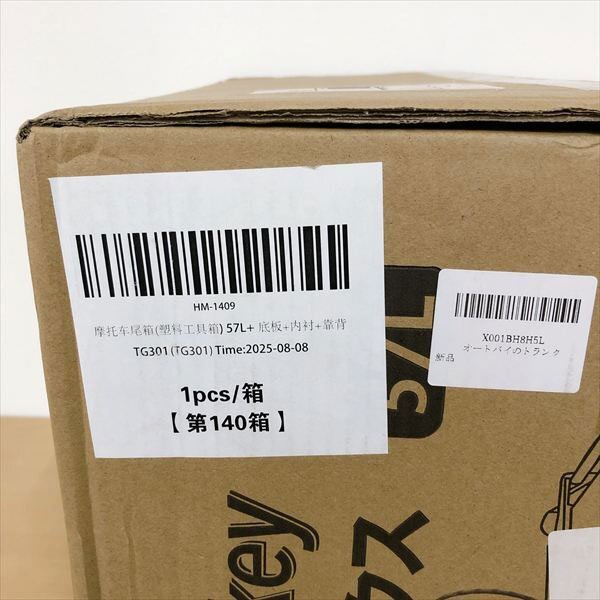 HM-1409
摩托车尾箱(塑料工具箱) 57L+ 底板+内衬+靠背
TG301 (TG301) Time:2025-08-08
1pcs/箱
【 第140箱 】
X001BH8H5L
オートバイのトランク
新品
57L
key
クス